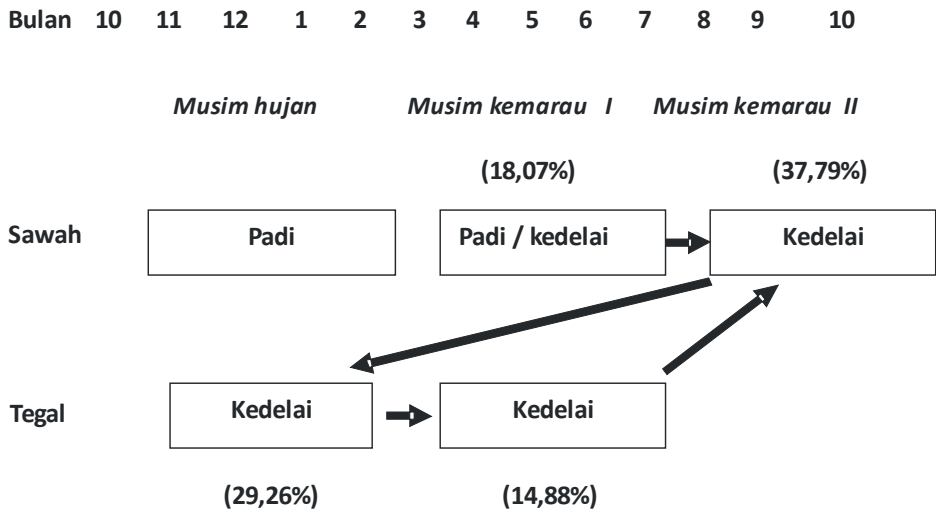 Bulan 10 11 12 1 2 3 4 5 6 7 8 9 10
Musim hujan Musim kemarau I Musim kemarau II
(18,07%) (37,79%)
Sawah Padi Padi / kedelai Kedelai
Tegal Kedelai Kedelai
(29,26%) (14,88%)